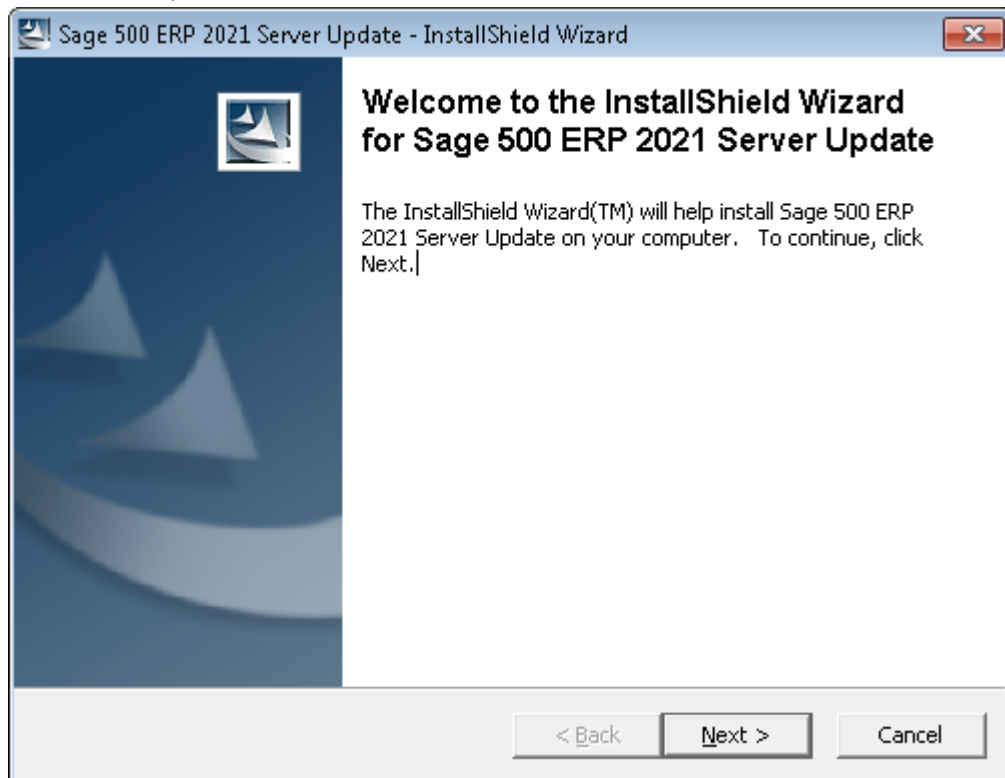 Sage 500 ERP 2021 Server Update - InstallShield Wizard
Welcome to the InstallShield Wizard
for Sage 500 ERP 2021 Server Update
The InstallShield Wizard(TM) will help install Sage 500 ERP
2021 Server Update on your computer.   To continue, click
Next.
< Back
Next >
Cancel